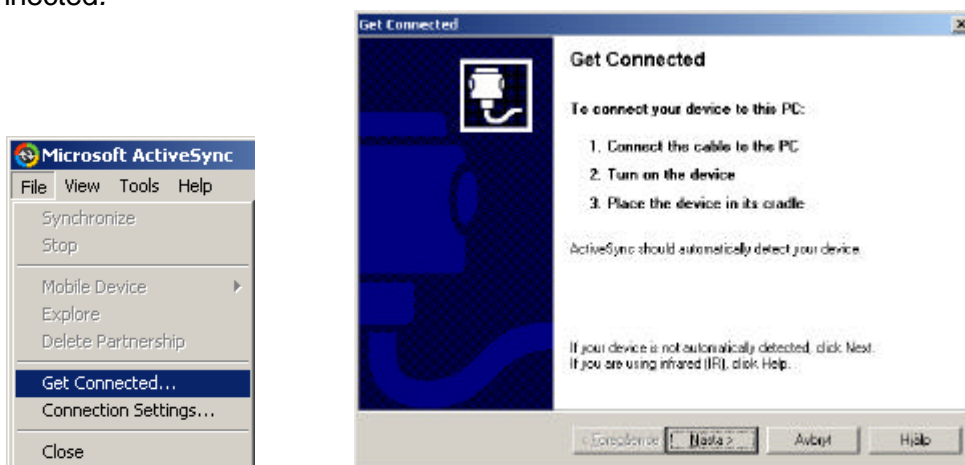 nnected.
Microsoft ActiveSync
File View Tools Help
Synchronize
Stop
Mobile Device
Explore
Delete Partnership
Get Connected...
Connection Settings...
Close
Get Connected
Get Connected
To connect your device to this PC:
1. Connect the cable to the PC
2. Turn on the device
3. Place the device in its cradle
ActiveSync should automatically detect your device.
If your device is not automatically detected, click Next.
If you are using infrared (IR), click Help.
< Föregående Nästa > Avbryt Hjälp